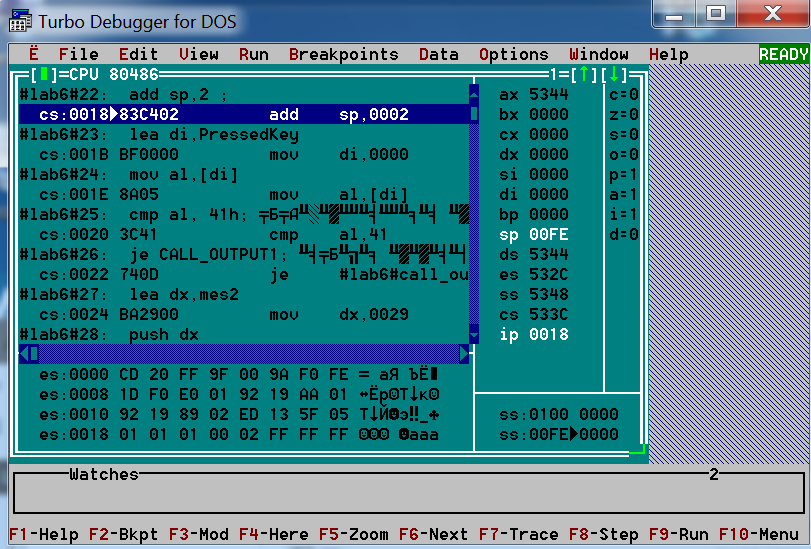 Turbo Debugger for DOS
Ë File Edit View Run Breakpoints Data Options Window Help READY
[▮]=CPU 80486 1=[↑][↓]
#lab6#22: add sp,2 ;
cs:0018▶83C402 add sp,0002
#lab6#23: lea di,PressedKey
cs:001B BF0000 mov di,0000
#lab6#24: mov al,[di]
cs:001E 8A05 mov al,[di]
#lab6#25: cmp al, 41h;
cs:0020 3C41 cmp al,41
#lab6#26: je CALL_OUTPUT1;
cs:0022 740D je #lab6#call_ou
#lab6#27: lea dx,mes2
cs:0024 BA2900 mov dx,0029
#lab6#28: push dx
ax 5344 c=0
bx 0000 z=0
cx 0000 s=0
dx 0000 o=0
si 0000 p=1
di 0000 a=1
bp 0000 i=1
sp 00FE d=0
ds 5344
es 532C
ss 5348
cs 533C
ip 0018
es:0000 CD 20 FF 9F 00 9A F0 FE = аЯ ЪЁ▮
es:0008 1D F0 E0 01 92 19 AA 01
es:0010 92 19 89 02 ED 13 5F 05
es:0018 01 01 01 00 02 FF FF FF
ss:0100 0000
ss:00FE▶0000
Watches 2
F1-Help F2-Bkpt F3-Mod F4-Here F5-Zoom F6-Next F7-Trace F8-Step F9-Run F10-Menu